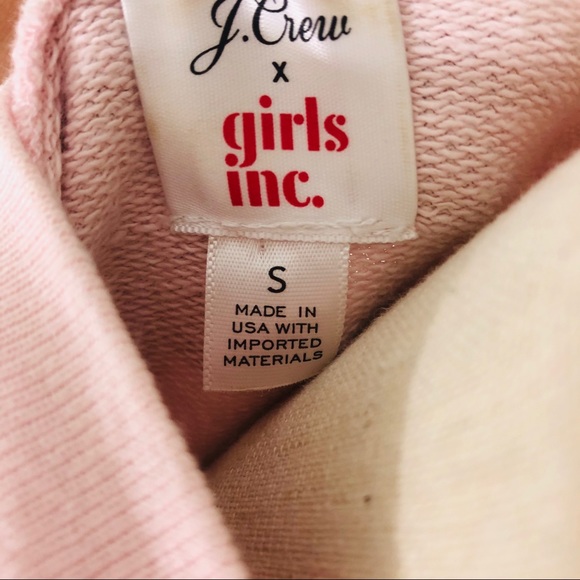 J.Crew
x
girls
inc.
S
MADE IN
USA WITH
IMPORTED
MATERIALS